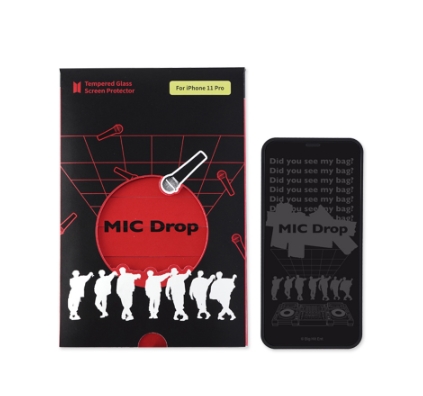 Tempered Glass
Screen Protector
For iPhone 11 Pro
MIC Drop
Did you see my bag?
Did you see my bag?
Did you see my bag?
Did you see my bag?
Did you see my bag?
Did you see my bag?
MIC Drop